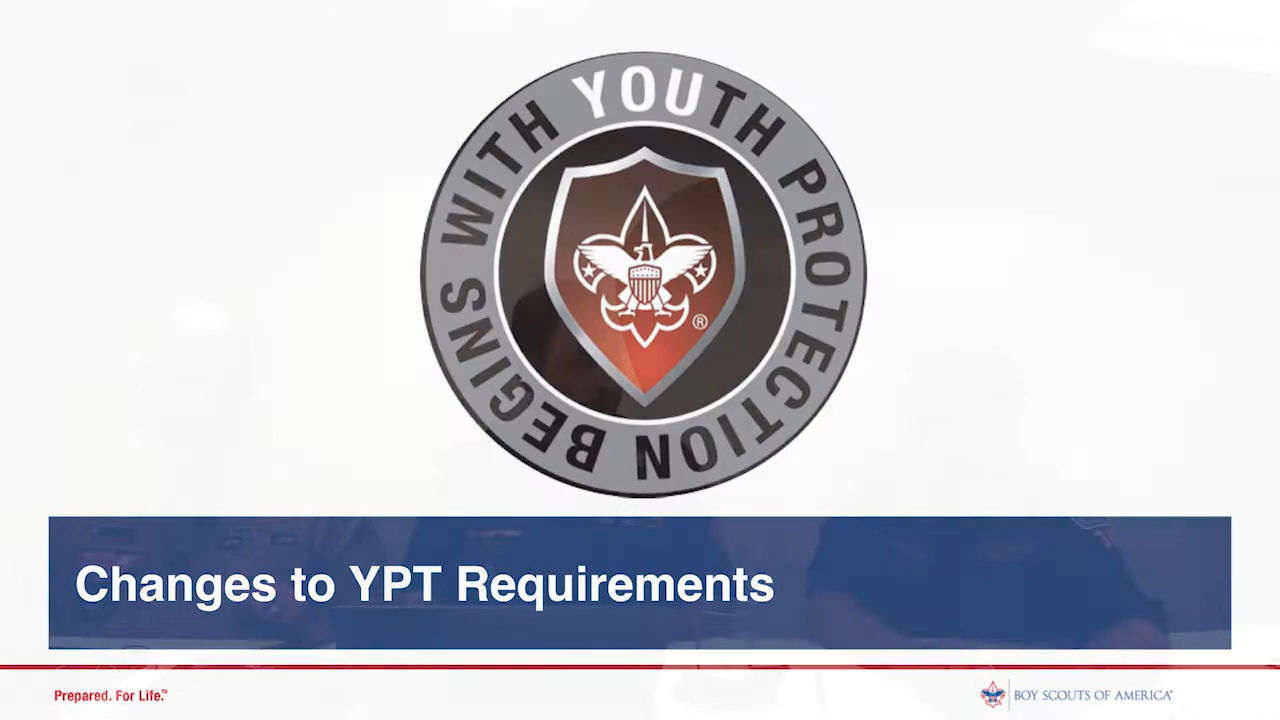 YOUTH PROTECTION BEGINS WITH
®
Changes to YPT Requirements
Prepared. For Life.™
BOY SCOUTS OF AMERICA®